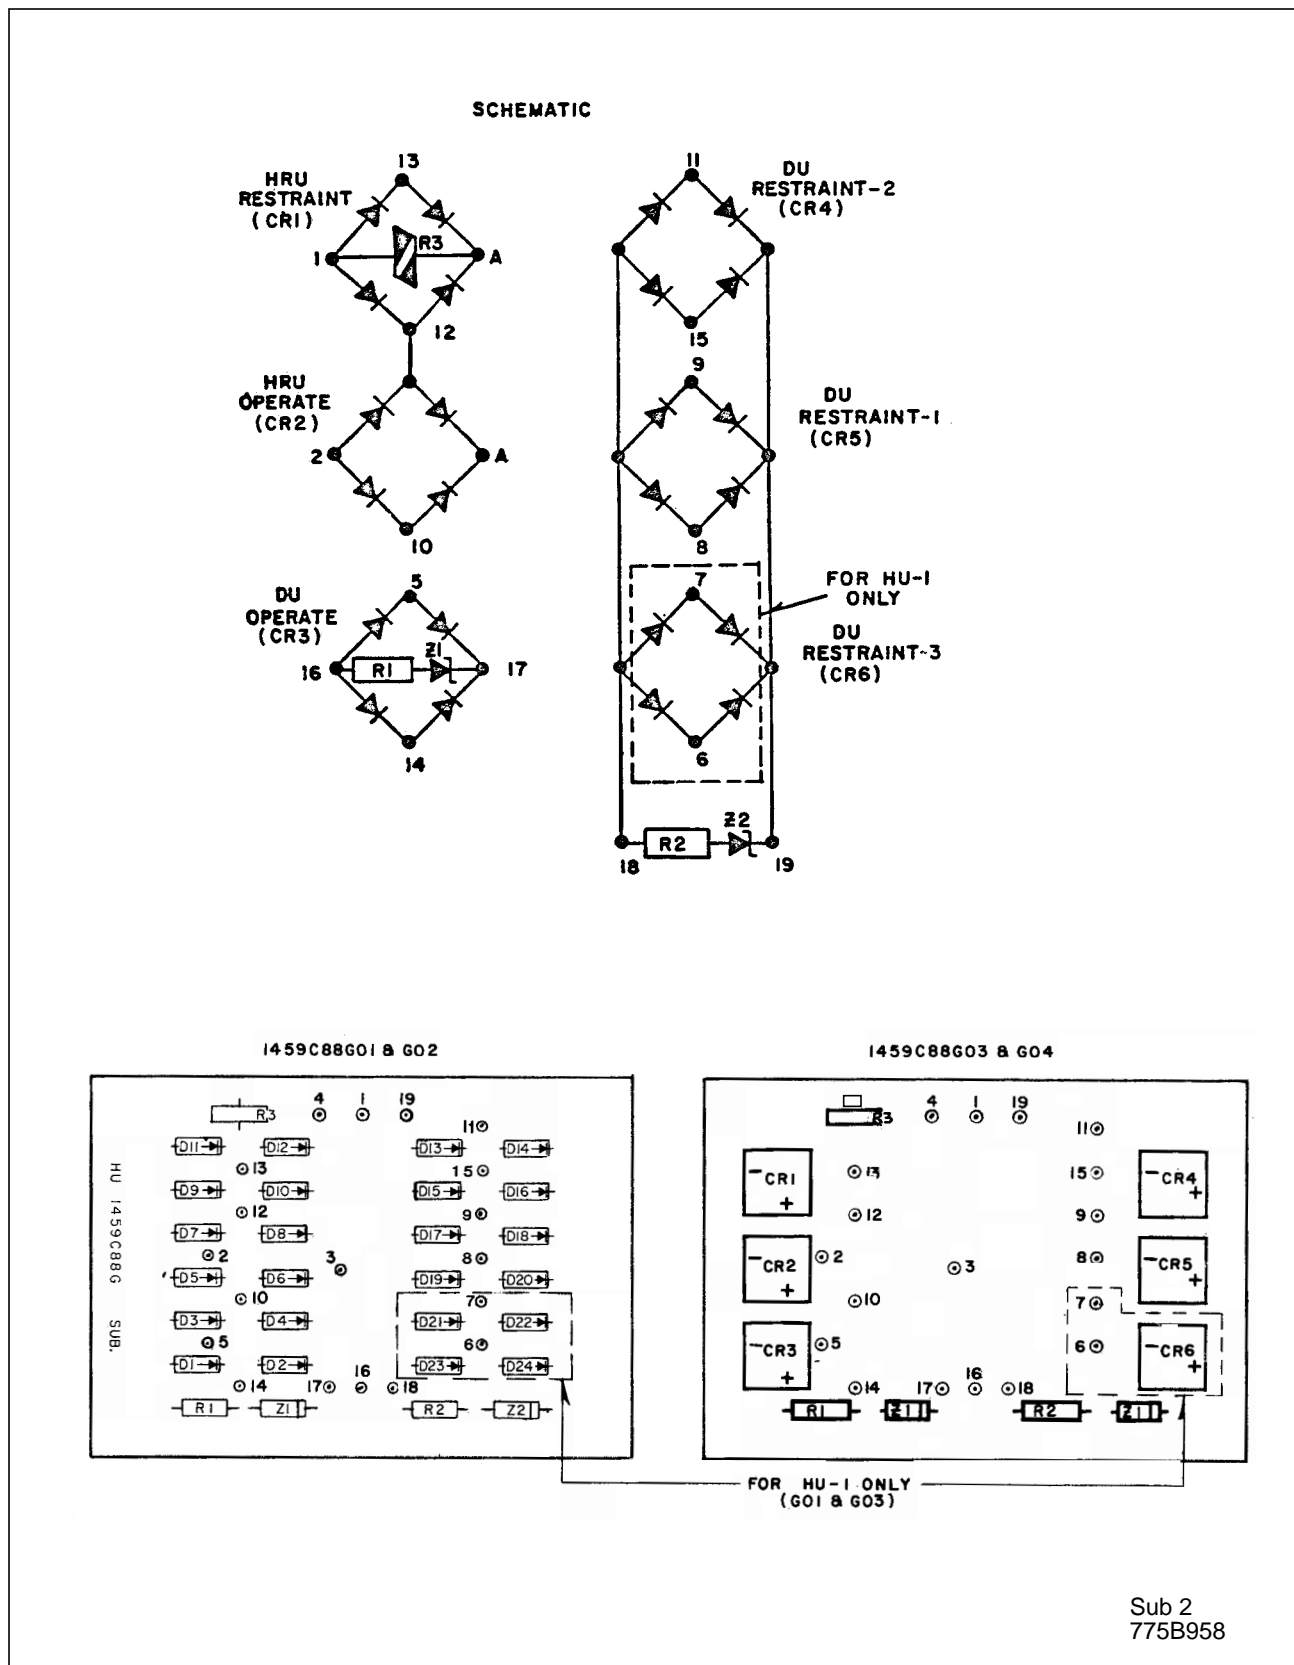 SCHEMATIC
13
HRU
RESTRAINT
(CR1)
R3
1
A
12
HRU
OPERATE
(CR2)
2
A
10
DU
OPERATE
(CR3)
5
Z1
16
R1
17
14
11
DU
RESTRAINT-2
(CR4)
15
9
DU
RESTRAINT-1
(CR5)
8
7
FOR HU-1
ONLY
DU
RESTRAINT-3
(CR6)
6
Z2
R2
18
19
1459C88G01 & G02
R3
4
1
19
11
D11
D12
D13
D14
13
15
D9
D10
D15
D16
12
9
D7
D8
D17
D18
2
3
8
D5
D6
D19
D20
10
7
D3
D4
D21
D22
5
6
D1
D2
D23
D24
14
17
16
18
R1
Z1
R2
Z2
HU 1459C88G SUB.
1459C88G03 & G04
R3
4
1
19
11
- CR1 +
13
15
- CR4 +
12
9
- CR2 +
2
3
8
- CR5 +
10
7
- CR3 +
5
6
- CR6 +
14
17
16
18
R1
Z1
R2
Z1
FOR HU-1 ONLY
(G01 & G03)
Sub 2
775B958